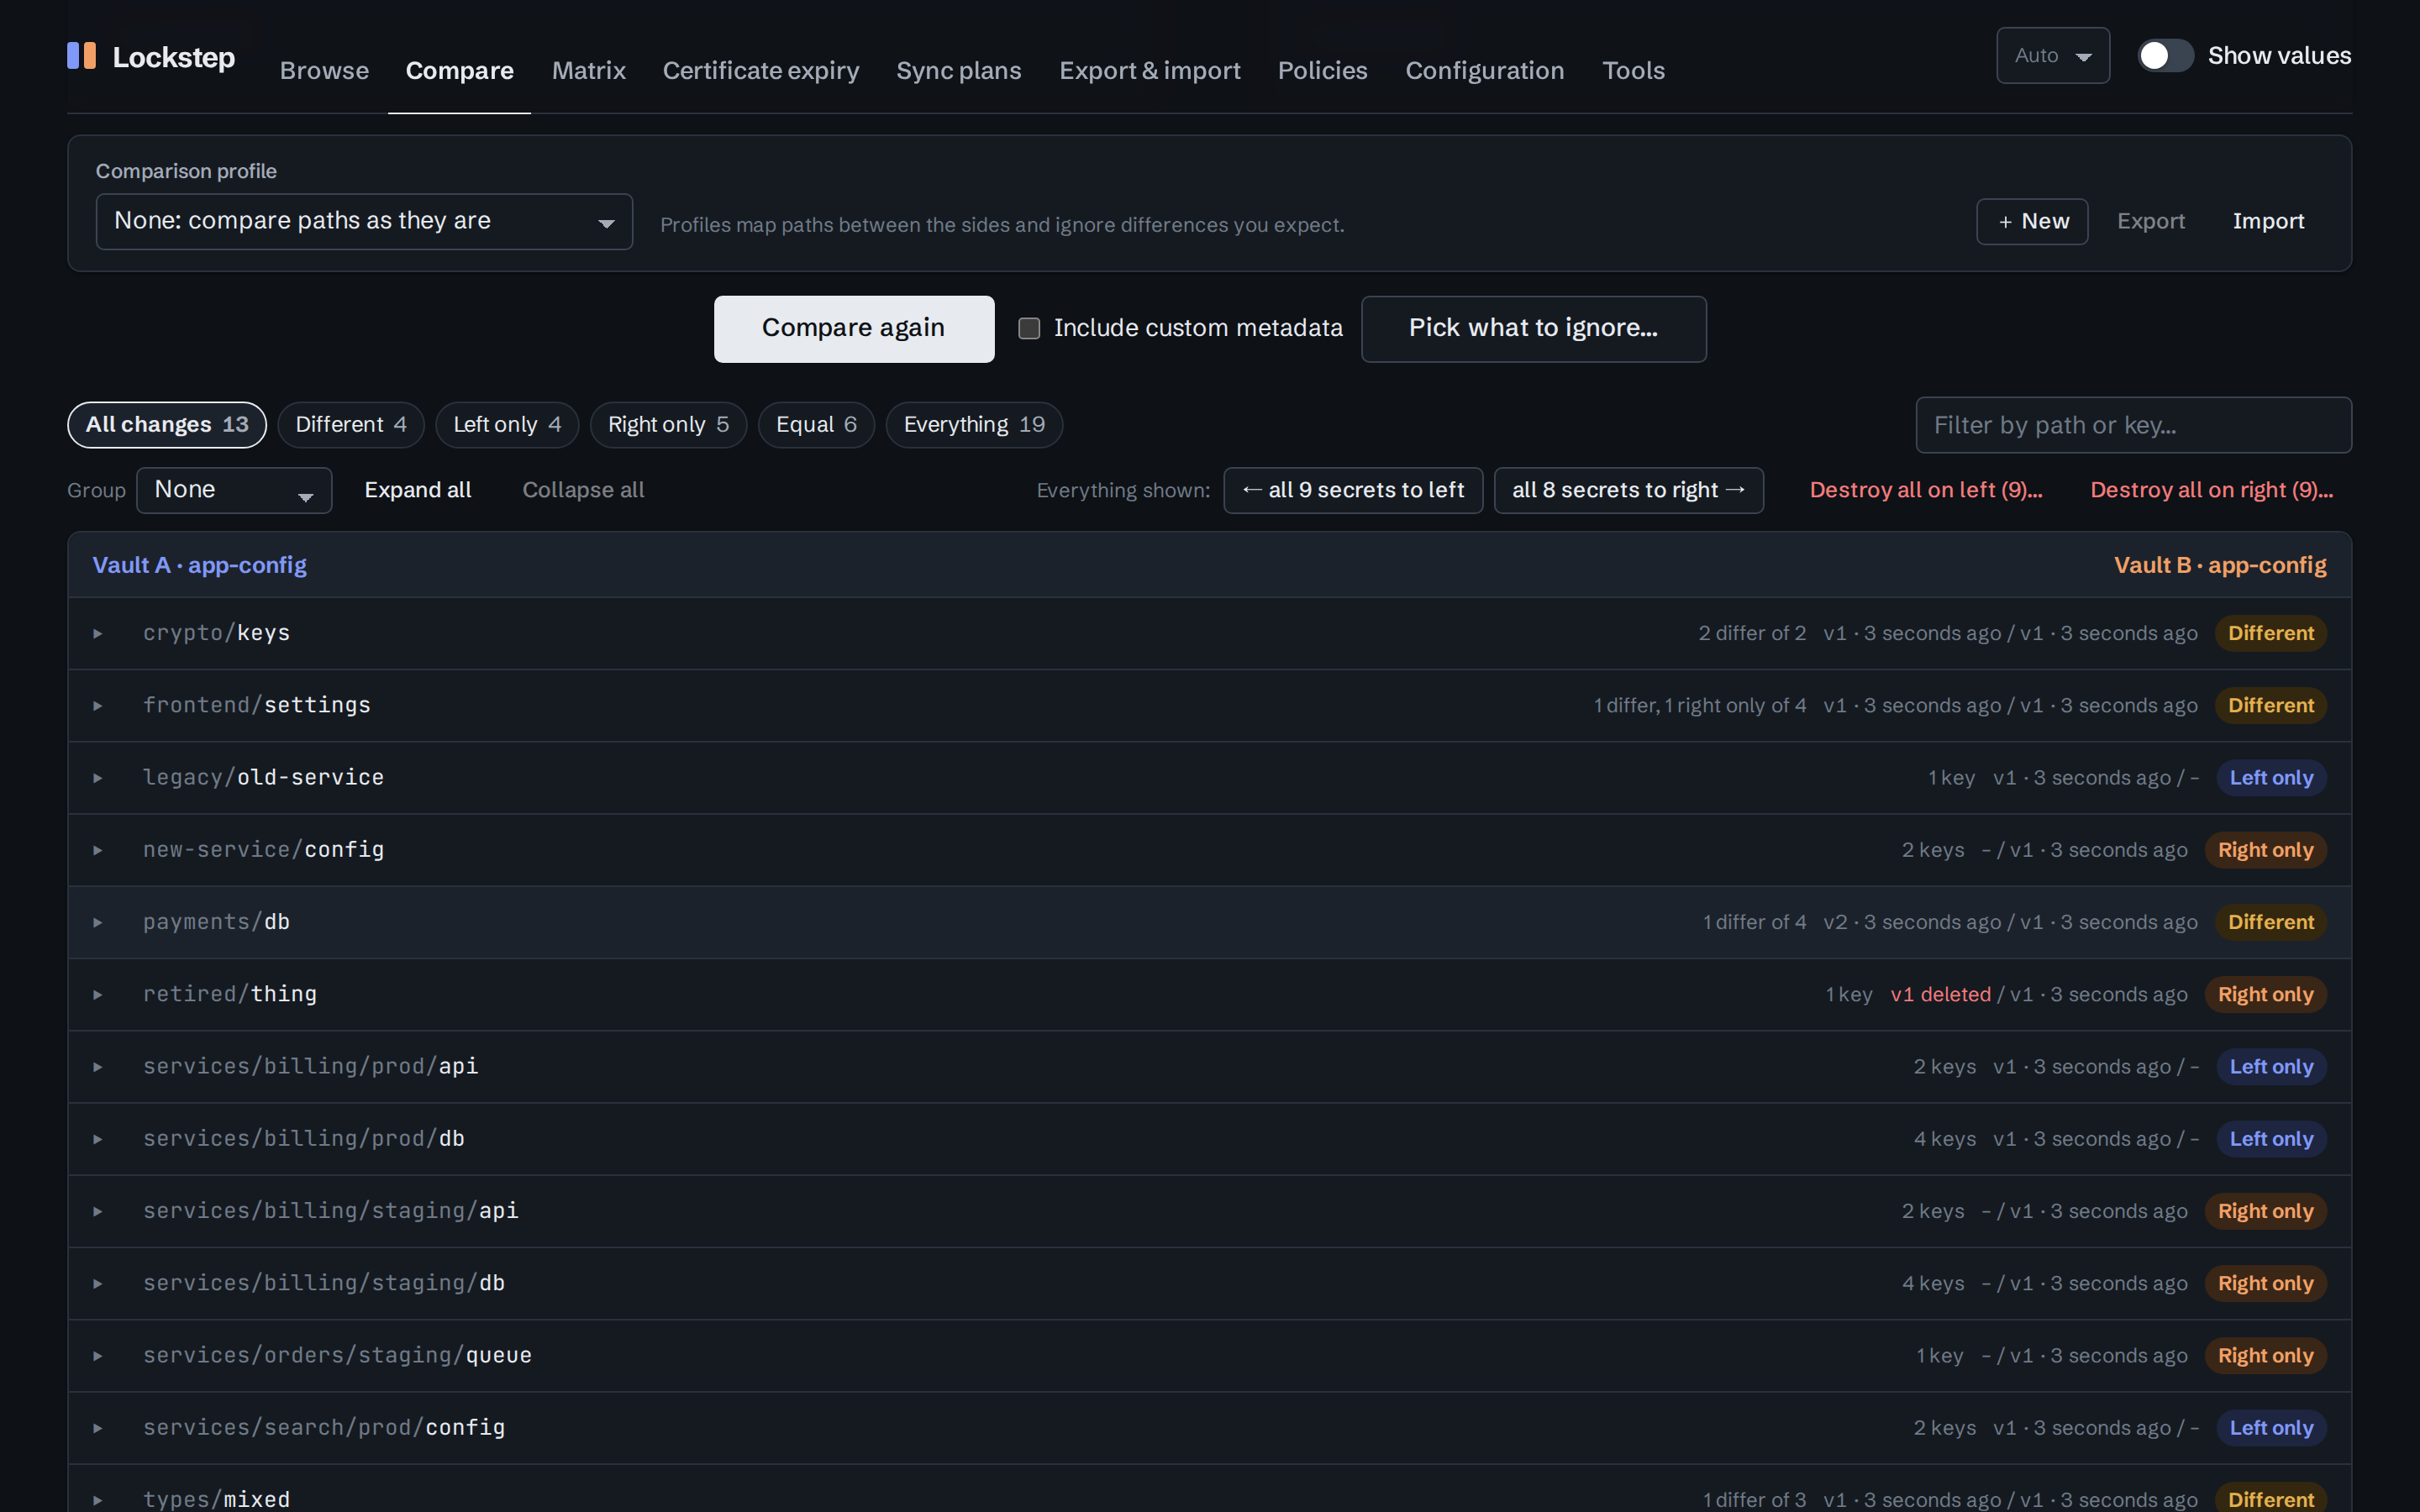 Lockstep Browse Compare Matrix Certificate expiry Sync plans Export & import Policies Configuration Tools Auto Show values
Comparison profile
None: compare paths as they are Profiles map paths between the sides and ignore differences you expect. + New Export Import
Compare again Include custom metadata Pick what to ignore...
All changes 13 Different 4 Left only 4 Right only 5 Equal 6 Everything 19 Filter by path or key...
Group None Expand all Collapse all Everything shown: ← all 9 secrets to left all 8 secrets to right → Destroy all on left (9)... Destroy all on right (9)...
Vault A · app-config Vault B · app-config
▸ crypto/keys 2 differ of 2 v1 · 3 seconds ago / v1 · 3 seconds ago Different
▸ frontend/settings 1 differ, 1 right only of 4 v1 · 3 seconds ago / v1 · 3 seconds ago Different
▸ legacy/old-service 1 key v1 · 3 seconds ago / – Left only
▸ new-service/config 2 keys – / v1 · 3 seconds ago Right only
▸ payments/db 1 differ of 4 v2 · 3 seconds ago / v1 · 3 seconds ago Different
▸ retired/thing 1 key v1 deleted / v1 · 3 seconds ago Right only
▸ services/billing/prod/api 2 keys v1 · 3 seconds ago / – Left only
▸ services/billing/prod/db 4 keys v1 · 3 seconds ago / – Left only
▸ services/billing/staging/api 2 keys – / v1 · 3 seconds ago Right only
▸ services/billing/staging/db 4 keys – / v1 · 3 seconds ago Right only
▸ services/orders/staging/queue 1 key – / v1 · 3 seconds ago Right only
▸ services/search/prod/config 2 keys v1 · 3 seconds ago / – Left only
▸ types/mixed 1 differ of 3 v1 · 3 seconds ago / v1 · 3 seconds ago Different